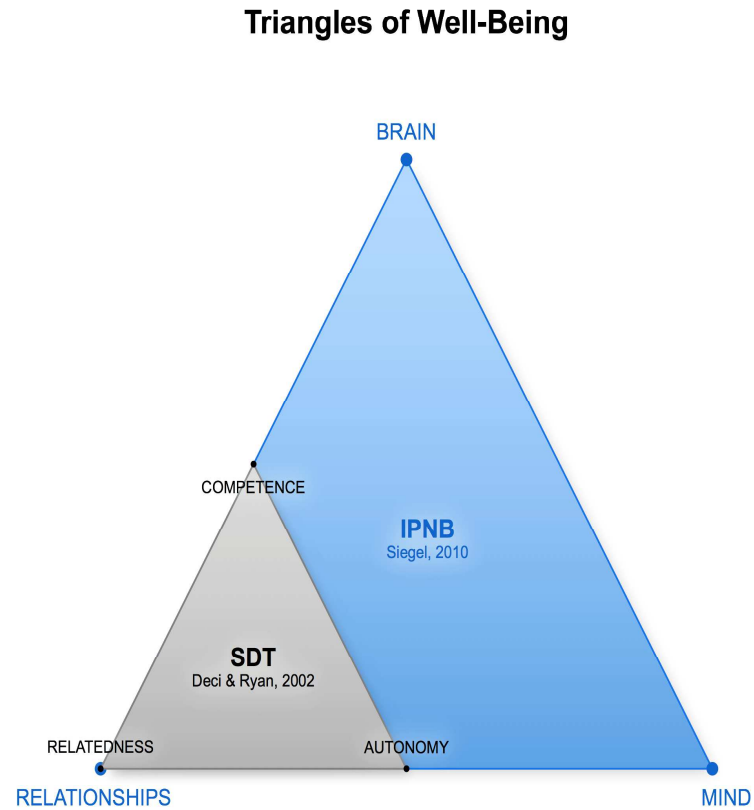 Triangles of Well-Being
BRAIN
COMPETENCE
IPNB
Siegel, 2010
SDT
Deci & Ryan, 2002
RELATEDNESS
AUTONOMY
RELATIONSHIPS
MIND